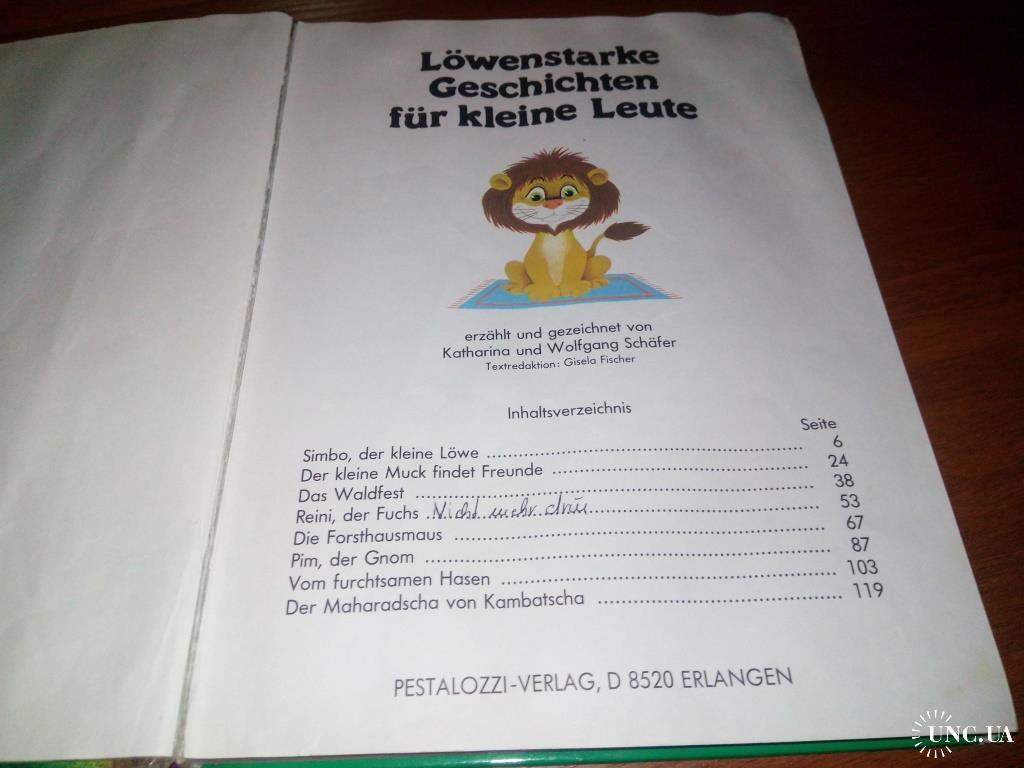 Löwenstarke
Geschichten
für kleine Leute
erzählt und gezeichnet von
Katharina und Wolfgang Schäfer
Textredaktion: Gisela Fischer
Inhaltsverzeichnis
Seite
Simbo, der kleine Löwe ........................................ 6
Der kleine Muck findet Freunde ........................................ 24
Das Waldfest ........................................ 38
Reini, der Fuchs Nicht mehr drin 53
Die Forsthausmaus ........................................ 67
Pim, der Gnom ........................................ 87
Vom furchtsamen Hasen ........................................ 103
Der Maharadscha von Kambatscha ........................................ 119
PESTALOZZI-VERLAG, D 8520 ERLANGEN
UNC.UA